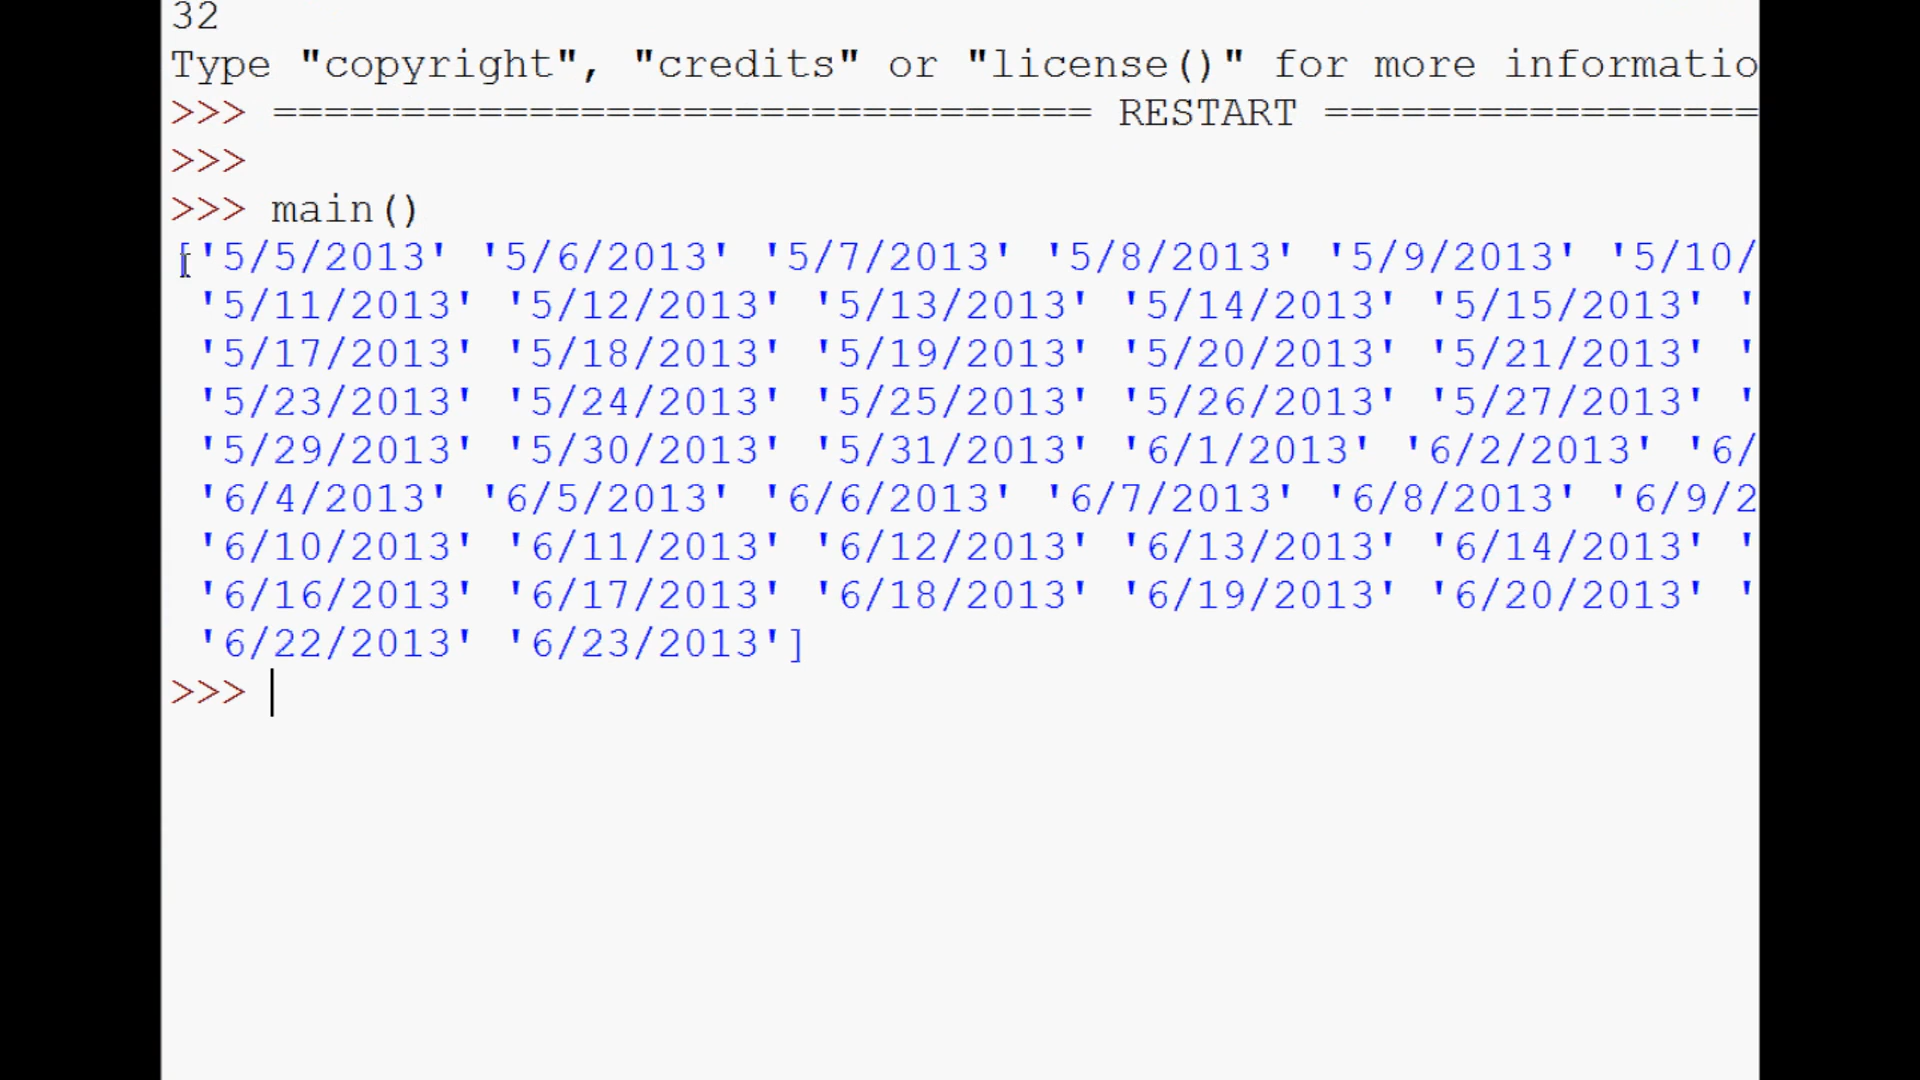 32
Type "copyright", "credits" or "license()" for more informatio
>>> ================================ RESTART =================
>>>
>>> main()
['5/5/2013' '5/6/2013' '5/7/2013' '5/8/2013' '5/9/2013' '5/10/
'5/11/2013' '5/12/2013' '5/13/2013' '5/14/2013' '5/15/2013' '
'5/17/2013' '5/18/2013' '5/19/2013' '5/20/2013' '5/21/2013' '
'5/23/2013' '5/24/2013' '5/25/2013' '5/26/2013' '5/27/2013' '
'5/29/2013' '5/30/2013' '5/31/2013' '6/1/2013' '6/2/2013' '6/
'6/4/2013' '6/5/2013' '6/6/2013' '6/7/2013' '6/8/2013' '6/9/2
'6/10/2013' '6/11/2013' '6/12/2013' '6/13/2013' '6/14/2013' '
'6/16/2013' '6/17/2013' '6/18/2013' '6/19/2013' '6/20/2013' '
'6/22/2013' '6/23/2013']
>>>